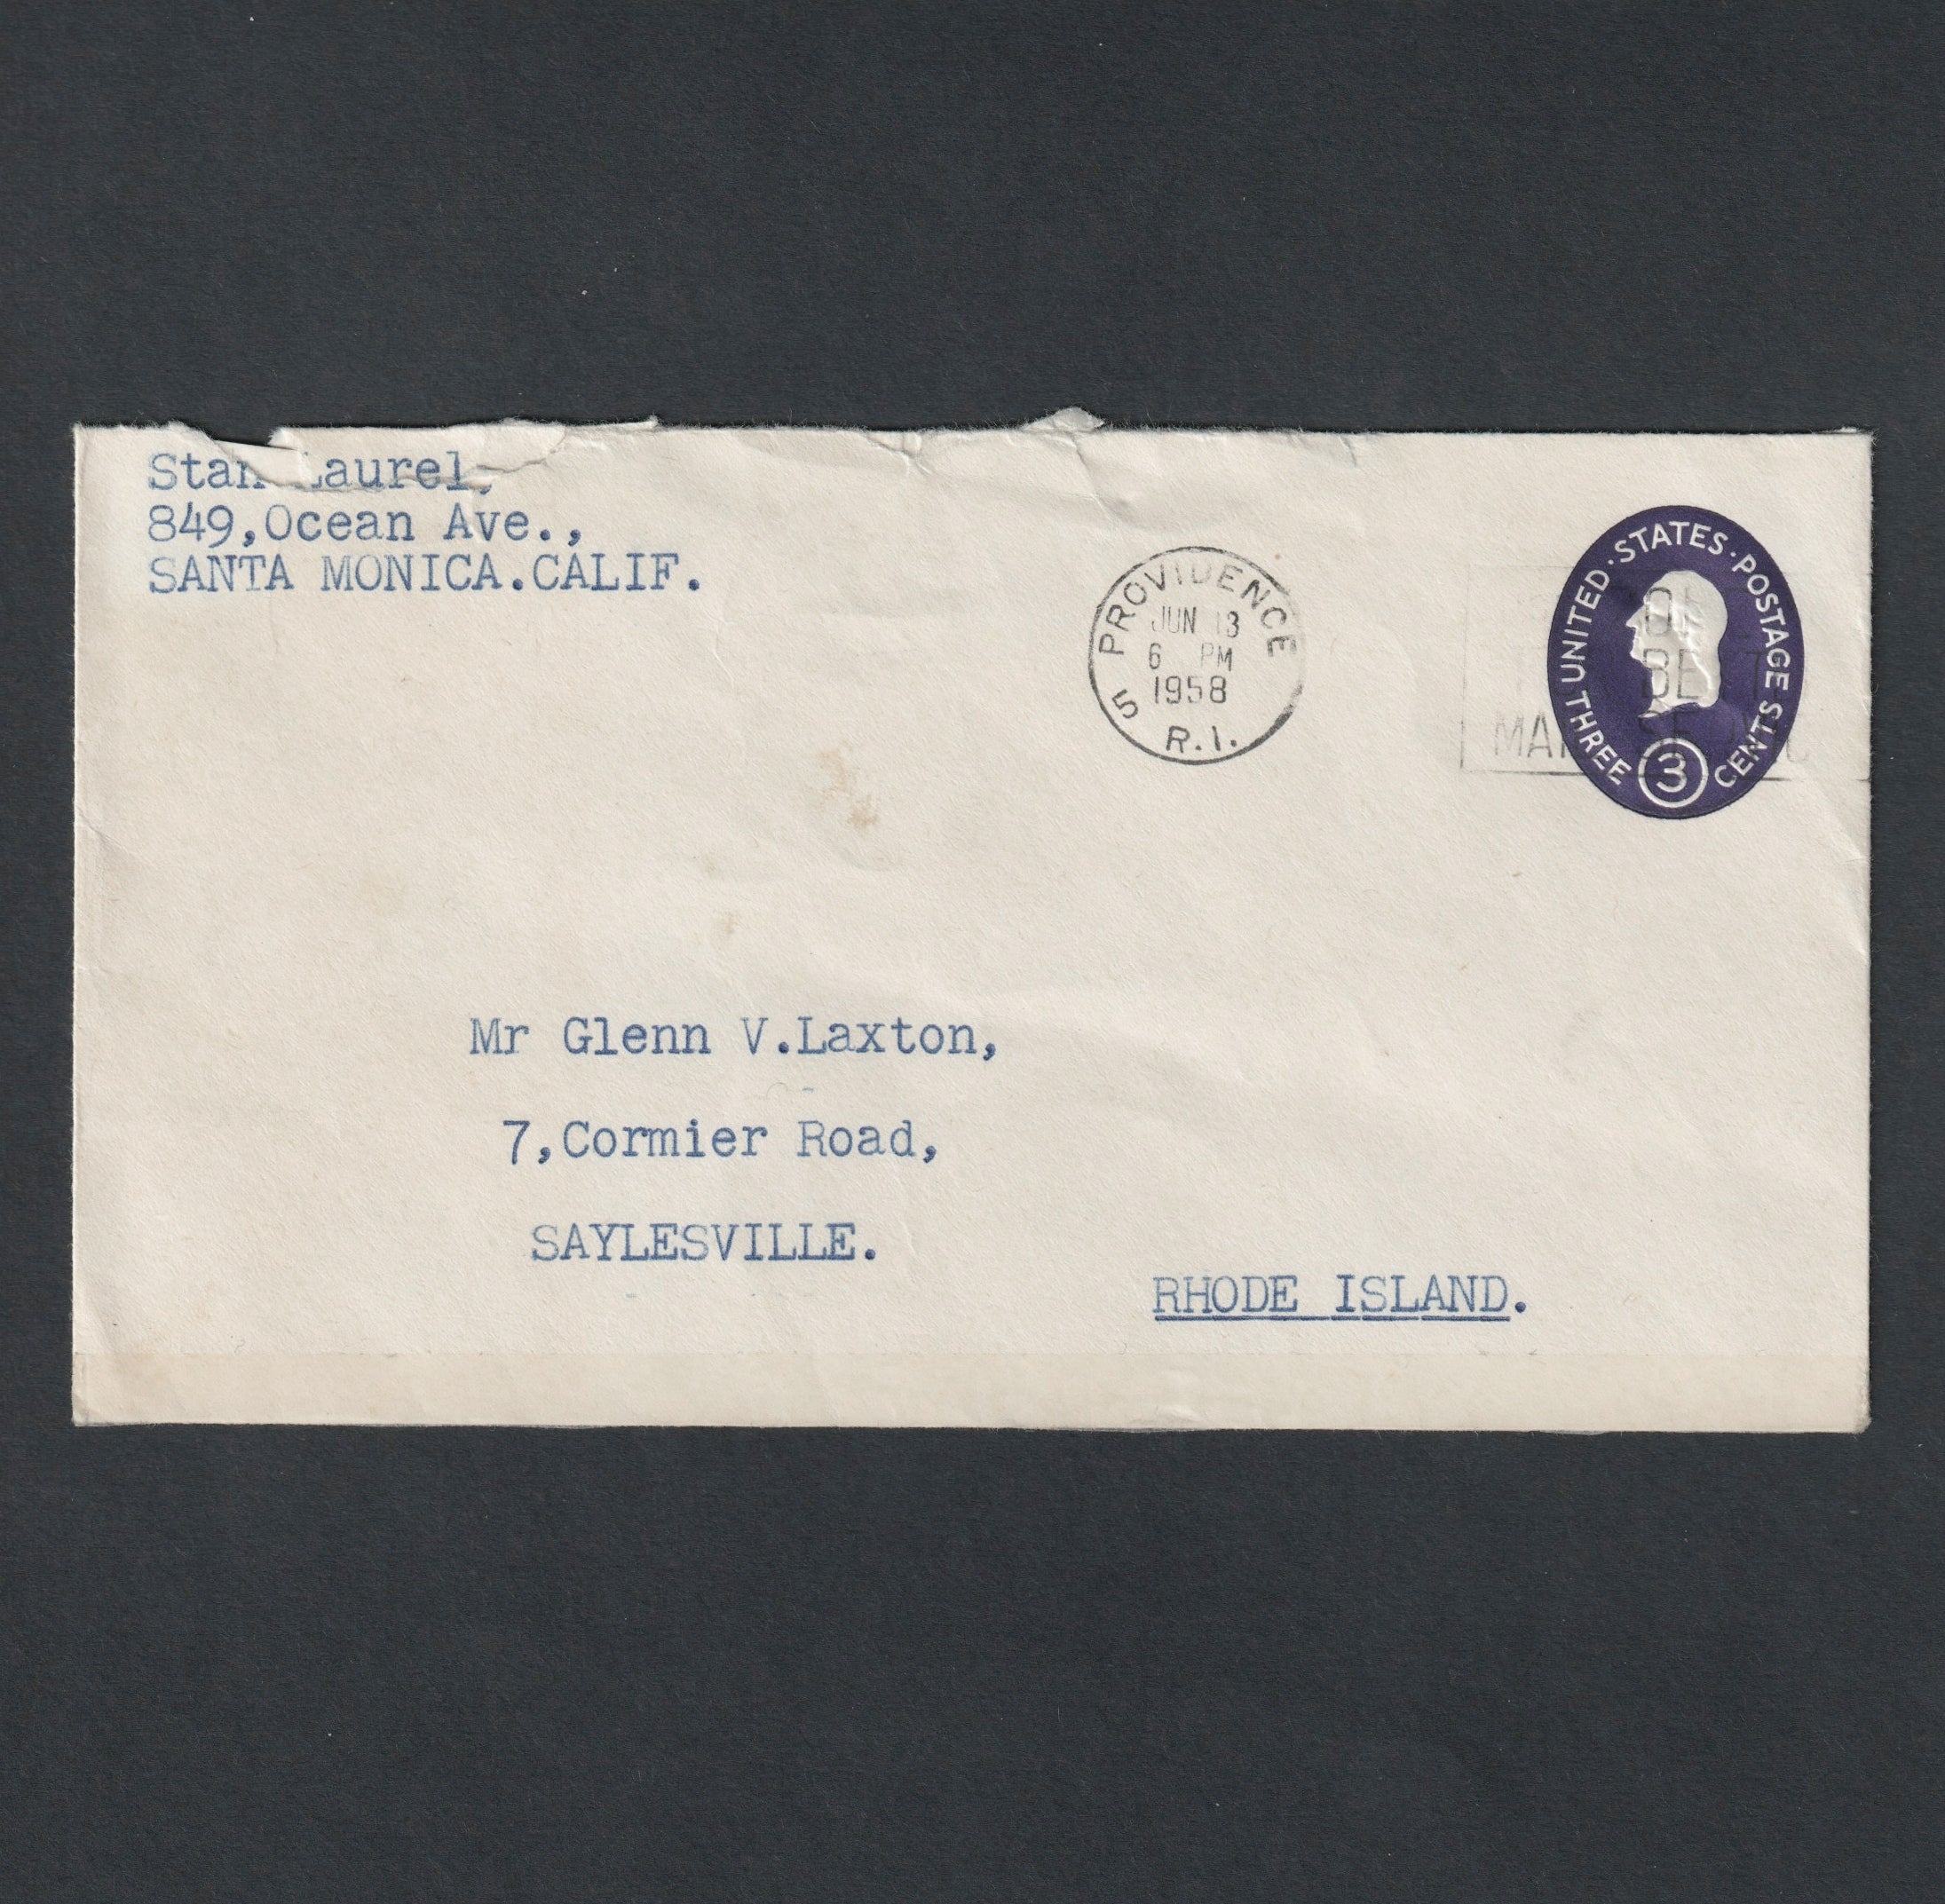 Stan Laurel,
849,Ocean Ave.,
SANTA MONICA.CALIF.
PROVIDENCE
JUN 13
6 PM
1958
5 R.I.
UNITED·STATES·POSTAGE
THREE 3 CENTS
Mr Glenn V.Laxton,
7,Cormier Road,
SAYLESVILLE.
RHODE ISLAND.